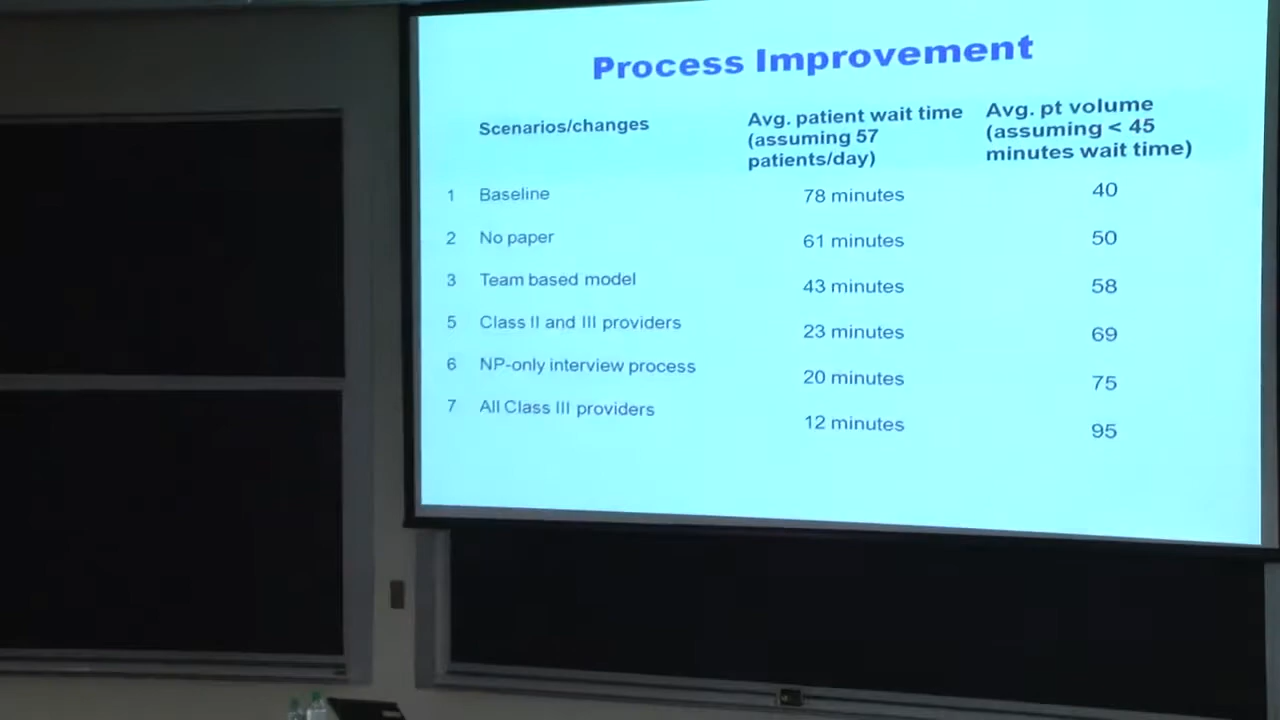 Process Improvement
Scenarios/changes
Avg. patient wait time
(assuming 57
patients/day)
Avg. pt volume
(assuming < 45
minutes wait time)
1 Baseline 78 minutes 40
2 No paper 61 minutes 50
3 Team based model 43 minutes 58
5 Class II and III providers 23 minutes 69
6 NP-only interview process 20 minutes 75
7 All Class III providers 12 minutes 95